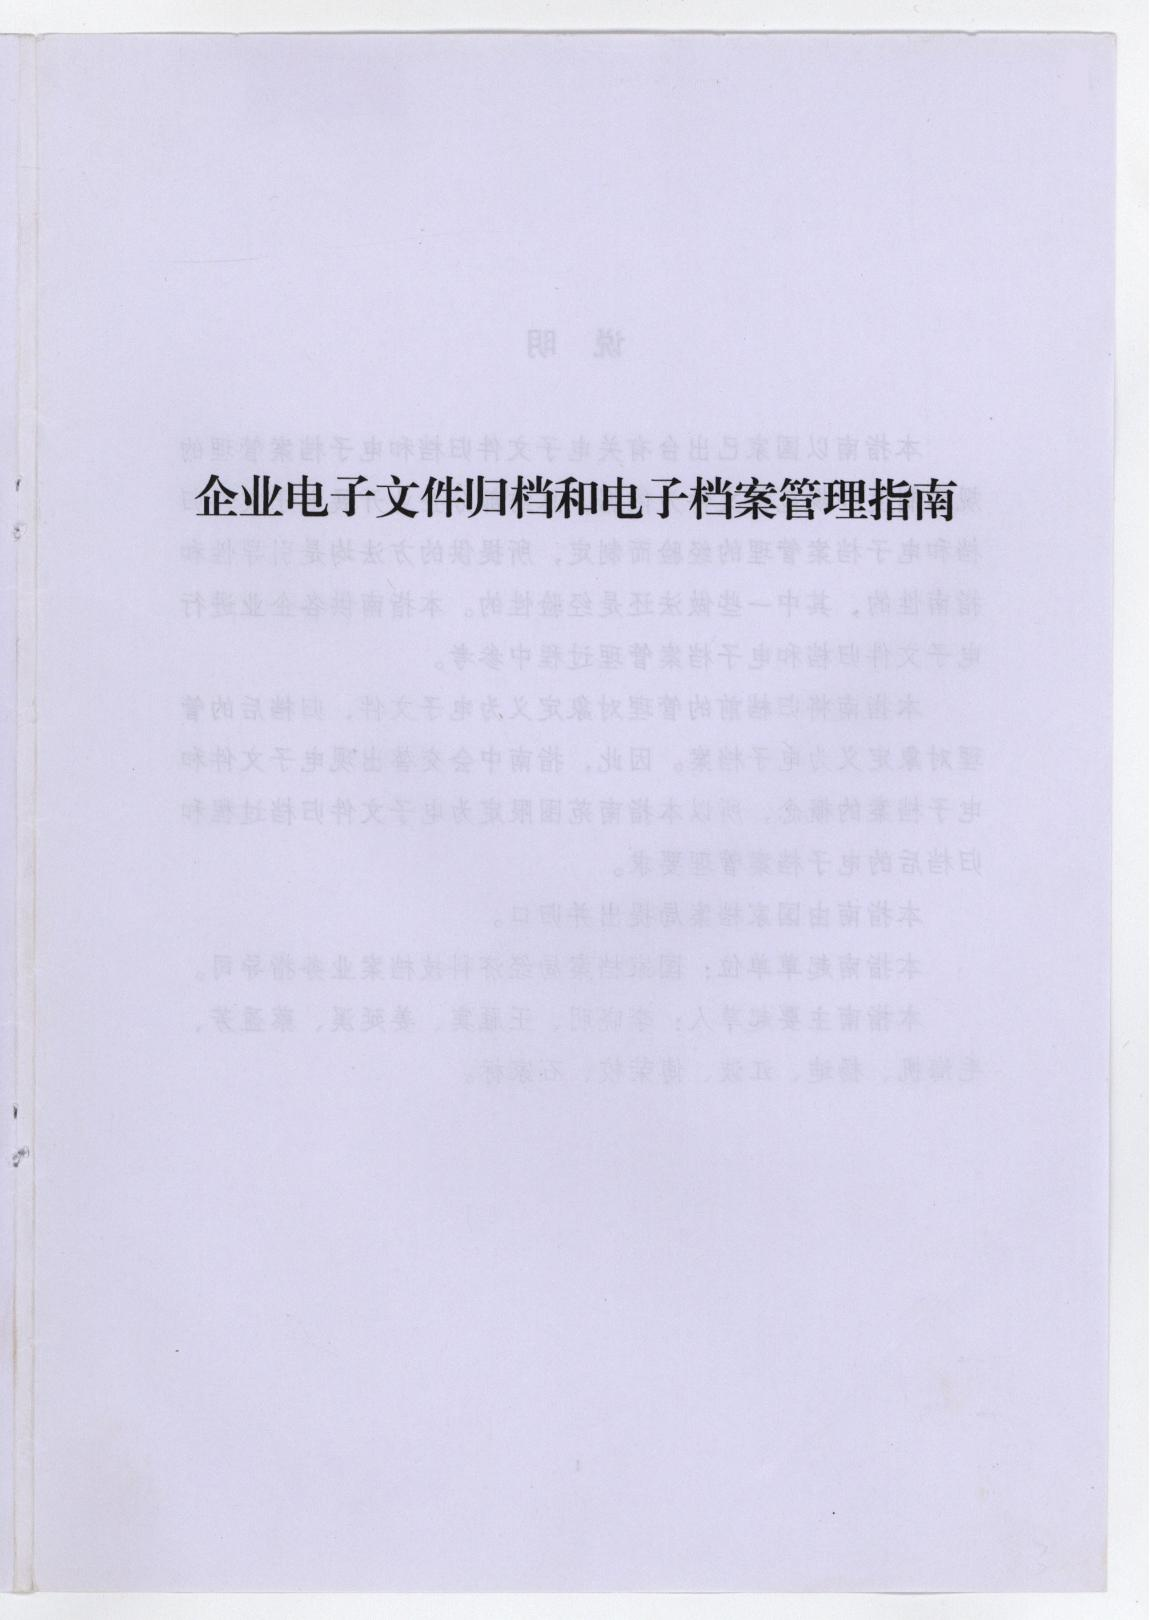 企业电子文件归档和电子档案管理指南
说 明
本指南以国家已出台有关电子文件归档和电子档案管理的
档和电子档案管理的经验而制定，所提供的方法均是引导性和
指南性的，其中一些做法还是经验性的。本指南供各企业进行
电子文件归档和电子档案管理过程中参考。
本指南将归档前的管理对象定义为电子文件，归档后的管
理对象定义为电子档案。因此，指南中会交替出现电子文件和
电子档案的概念，所以本指南范围限定为电子文件归档过程和
归档后的电子档案管理要求。
本指南由国家档案局提出并归口。
本指南起草单位：国家档案局经济科技档案业务指导司。
本指南主要起草人：